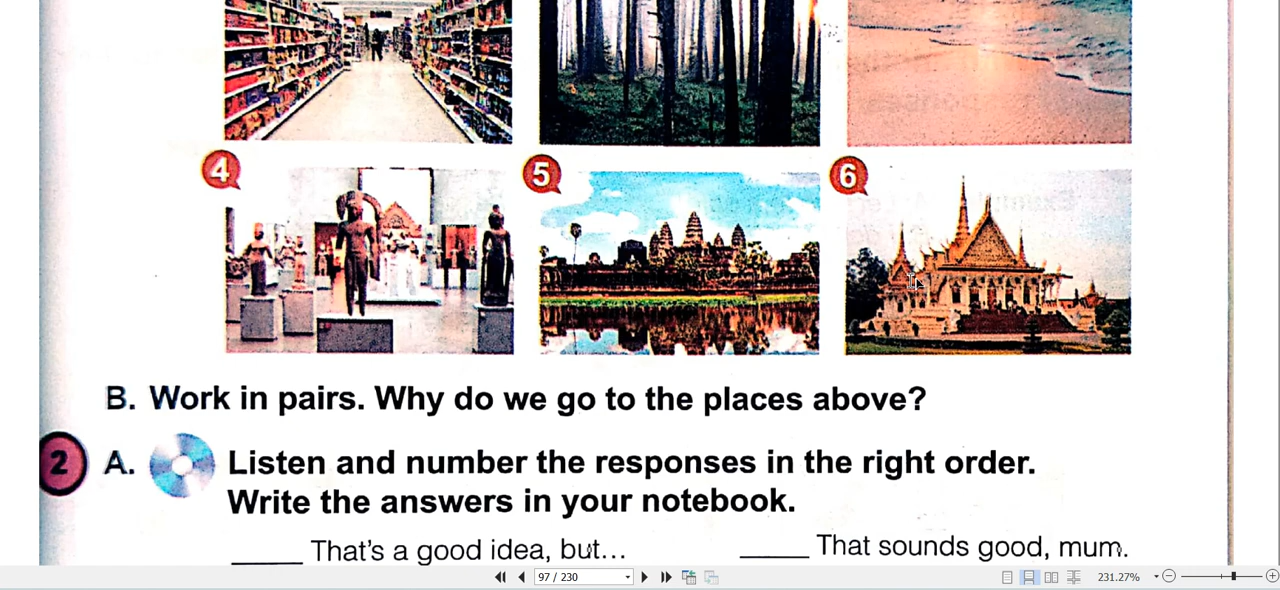 4
5
6
B. Work in pairs. Why do we go to the places above?
2 A. Listen and number the responses in the right order.
Write the answers in your notebook.
_____ That's a good idea, but... _____ That sounds good, mum.
97 / 230
231.27%